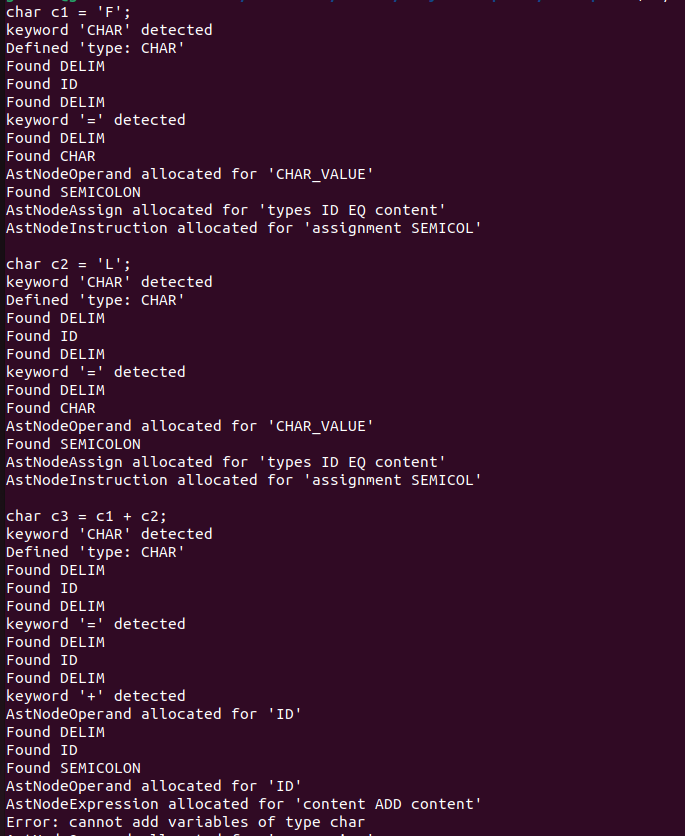 char c1 = 'F';
keyword 'CHAR' detected
Defined 'type: CHAR'
Found DELIM
Found ID
Found DELIM
keyword '=' detected
Found DELIM
Found CHAR
AstNodeOperand allocated for 'CHAR_VALUE'
Found SEMICOLON
AstNodeAssign allocated for 'types ID EQ content'
AstNodeInstruction allocated for 'assignment SEMICOL'
char c2 = 'L';
keyword 'CHAR' detected
Defined 'type: CHAR'
Found DELIM
Found ID
Found DELIM
keyword '=' detected
Found DELIM
Found CHAR
AstNodeOperand allocated for 'CHAR_VALUE'
Found SEMICOLON
AstNodeAssign allocated for 'types ID EQ content'
AstNodeInstruction allocated for 'assignment SEMICOL'
char c3 = c1 + c2;
keyword 'CHAR' detected
Defined 'type: CHAR'
Found DELIM
Found ID
Found DELIM
keyword '=' detected
Found DELIM
Found ID
Found DELIM
keyword '+' detected
AstNodeOperand allocated for 'ID'
Found DELIM
Found ID
Found SEMICOLON
AstNodeOperand allocated for 'ID'
AstNodeExpression allocated for 'content ADD content'
Error: cannot add variables of type char